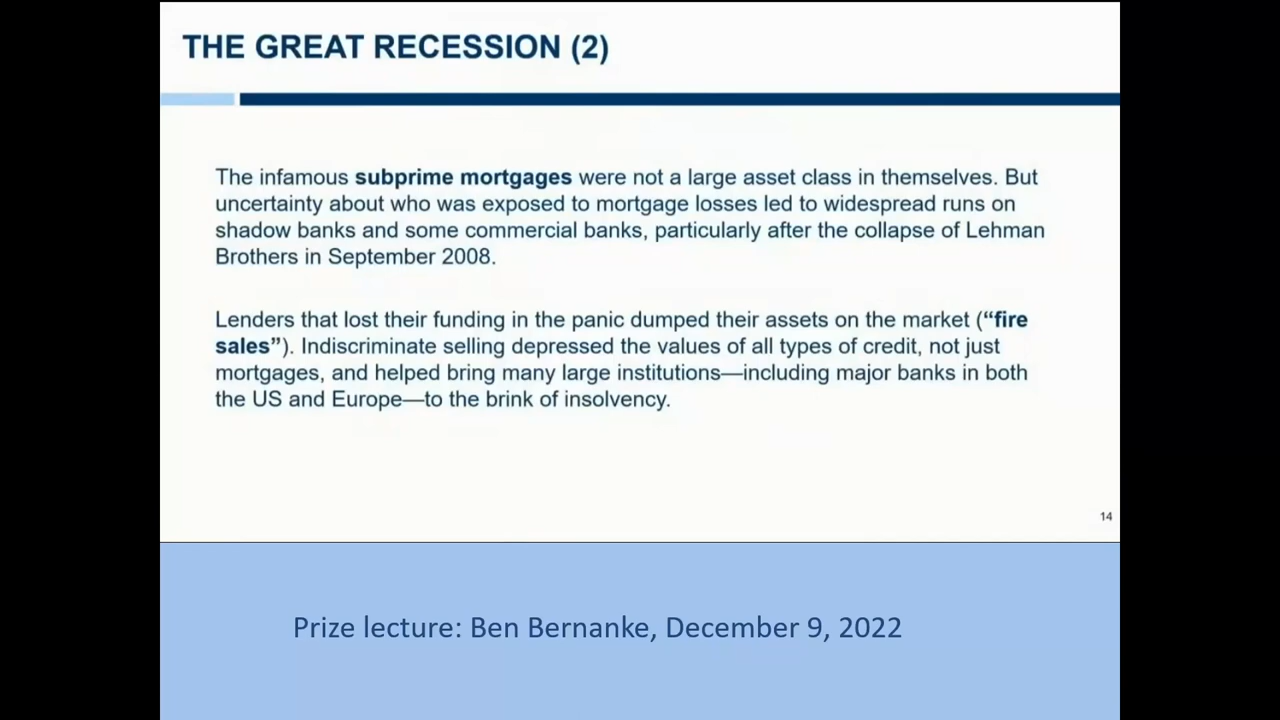 THE GREAT RECESSION (2)
The infamous subprime mortgages were not a large asset class in themselves. But
uncertainty about who was exposed to mortgage losses led to widespread runs on
shadow banks and some commercial banks, particularly after the collapse of Lehman
Brothers in September 2008.
Lenders that lost their funding in the panic dumped their assets on the market (“fire
sales”). Indiscriminate selling depressed the values of all types of credit, not just
mortgages, and helped bring many large institutions—including major banks in both
the US and Europe—to the brink of insolvency.
14
Prize lecture: Ben Bernanke, December 9, 2022